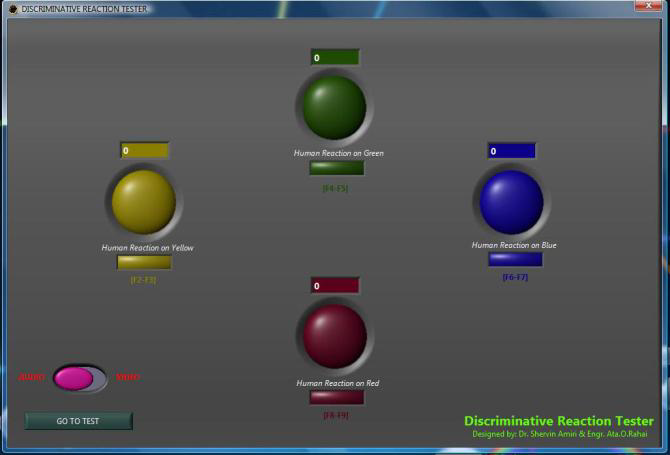 DISCRIMINATIVE REACTION TESTER
0
Human Reaction on Green
[F4-F5]
0
Human Reaction on Yellow
[F2-F3]
0
Human Reaction on Blue
[F6-F7]
0
Human Reaction on Red
[F8-F9]
AUDIO VIDEO
GO TO TEST
Discriminative Reaction Tester
Designed by: Dr. Shervin Amiri & Engr. Ata.O.Rahai